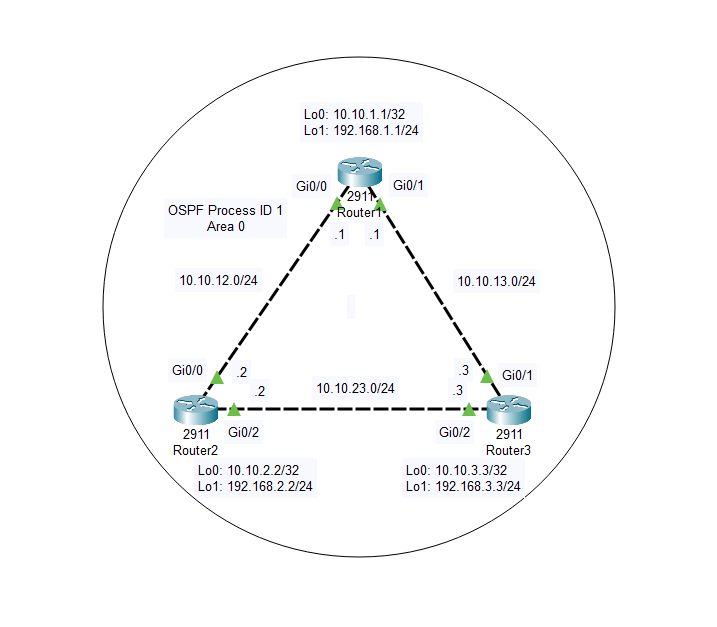 Lo0: 10.10.1.1/32
Lo1: 192.168.1.1/24
Gi0/0
Gi0/1
2911
Router1
OSPF Process ID 1
Area 0
.1
.1
10.10.12.0/24
10.10.13.0/24
Gi0/0
.2
.3
Gi0/1
.2
10.10.23.0/24
.3
Gi0/2
Gi0/2
2911
Router2
2911
Router3
Lo0: 10.10.2.2/32
Lo1: 192.168.2.2/24
Lo0: 10.10.3.3/32
Lo1: 192.168.3.3/24